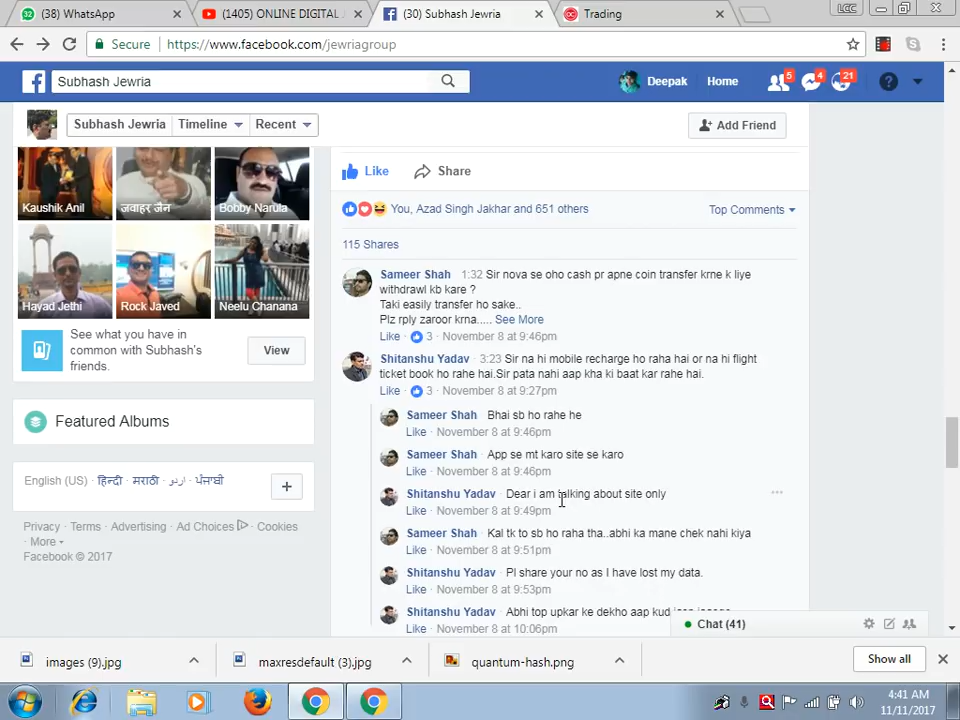 (38) WhatsApp
(1405) ONLINE DIGITAL
(30) Subhash Jewria
Trading
LCC
Secure
https://www.facebook.com/jewriagroup
Subhash Jewria
Deepak
Home
5
4
21
Subhash Jewria
Timeline
Recent
Add Friend
Kaushik Anil
जवाहर जैन
Bobby Narula
Hayad Jethi
Rock Javed
Neelu Chanana
See what you have in
common with Subhash's
friends.
View
Featured Albums
English (US) · हिन्दी · मराठी · اردو · ਪੰਜਾਬੀ
Privacy · Terms · Advertising · Ad Choices · Cookies
· More
Facebook © 2017
Like
Share
You, Azad Singh Jakhar and 651 others
Top Comments
115 Shares
Sameer Shah · 1:32 Sir nova se oho cash pr apne coin transfer krne k liye
withdrawl kb kare ?
Taki easily transfer ho sake..
Plz rply zaroor krna..... See More
Like · 3 · November 8 at 9:46pm
Shitanshu Yadav · 3:23 Sir na hi mobile recharge ho raha hai or na hi flight
ticket book ho rahe hai.Sir pata nahi aap kha ki baat kar rahe hai.
Like · 3 · November 8 at 9:27pm
Sameer Shah · Bhai sb ho rahe he
Like · November 8 at 9:46pm
Sameer Shah · App se mt karo site se karo
Like · November 8 at 9:46pm
Shitanshu Yadav · Dear i am talking about site only
Like · November 8 at 9:49pm
Sameer Shah · Kal tk to sb ho raha tha..abhi ka mane chek nahi kiya
Like · November 8 at 9:51pm
Shitanshu Yadav · Pl share your no as I have lost my data.
Like · November 8 at 9:53pm
Shitanshu Yadav · Abhi top upkar ke dekho aap kud
Like · November 8 at 10:06pm
Chat (41)
images (9).jpg
maxresdefault (3).jpg
quantum-hash.png
Show all
4:41 AM
11/11/2017